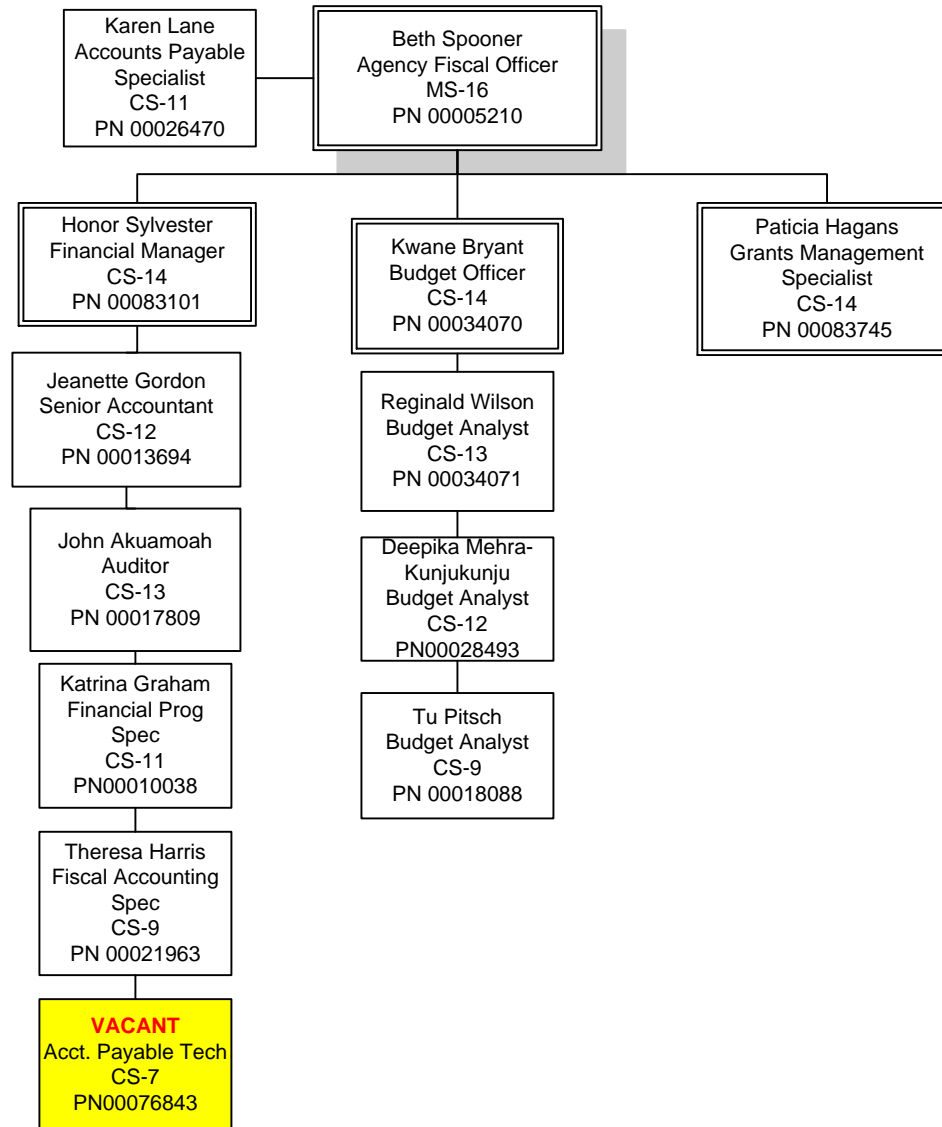 Karen Lane
Accounts Payable
Specialist
CS-11
PN 00026470
Beth Spooner
Agency Fiscal Officer
MS-16
PN 00005210
Honor Sylvester
Financial Manager
CS-14
PN 00083101
Kwane Bryant
Budget Officer
CS-14
PN 00034070
Paticia Hagans
Grants Management
Specialist
CS-14
PN 00083745
Jeanette Gordon
Senior Accountant
CS-12
PN 00013694
Reginald Wilson
Budget Analyst
CS-13
PN 00034071
John Akuamoah
Auditor
CS-13
PN 00017809
Deepika Mehra-
Kunjukunju
Budget Analyst
CS-12
PN00028493
Katrina Graham
Financial Prog
Spec
CS-11
PN00010038
Tu Pitsch
Budget Analyst
CS-9
PN 00018088
Theresa Harris
Fiscal Accounting
Spec
CS-9
PN 00021963
VACANT
Acct. Payable Tech
CS-7
PN00076843